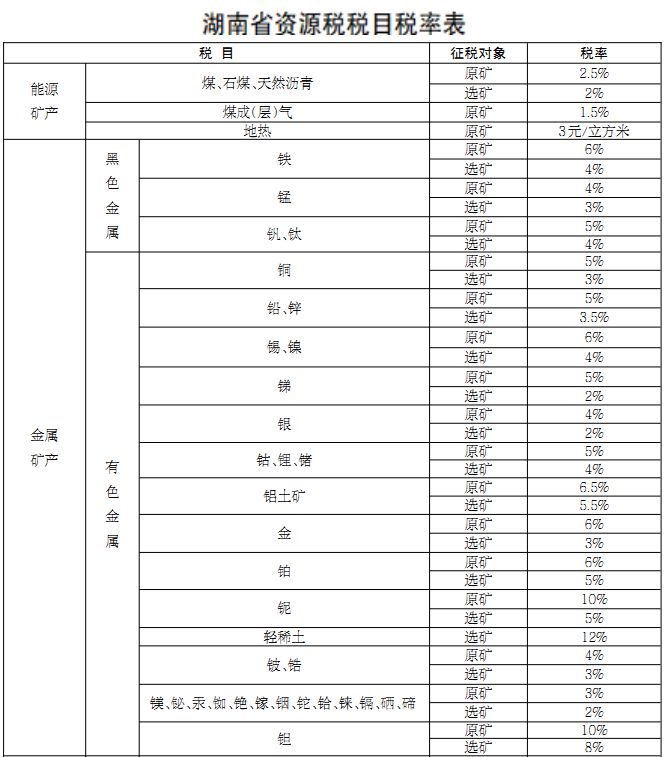 湖南省资源税税目税率表
税 目 征税对象 税率
能源矿产 煤、石煤、天然沥青 原矿 2.5%
选矿 2%
煤成(层)气 原矿 1.5%
地热 原矿 3元/立方米
金属矿产 黑色金属 铁 原矿 6%
选矿 4%
锰 原矿 4%
选矿 3%
钒、钛 原矿 5%
选矿 4%
有色金属 铜 原矿 5%
选矿 3%
铅、锌 原矿 5%
选矿 3.5%
锡、镍 原矿 6%
选矿 4%
锑 原矿 5%
选矿 2%
银 原矿 4%
选矿 2%
钴、锂、锗 原矿 5%
选矿 4%
铝土矿 原矿 6.5%
选矿 5.5%
金 原矿 6%
选矿 3%
铂 原矿 6%
选矿 5%
铌 原矿 10%
选矿 5%
轻稀土 选矿 12%
铍、锆 原矿 4%
选矿 3%
镁、铋、汞、铷、铯、镓、铟、铊、铪、铼、镉、硒、碲 原矿 3%
选矿 2%
钽 原矿 10%
选矿 8%